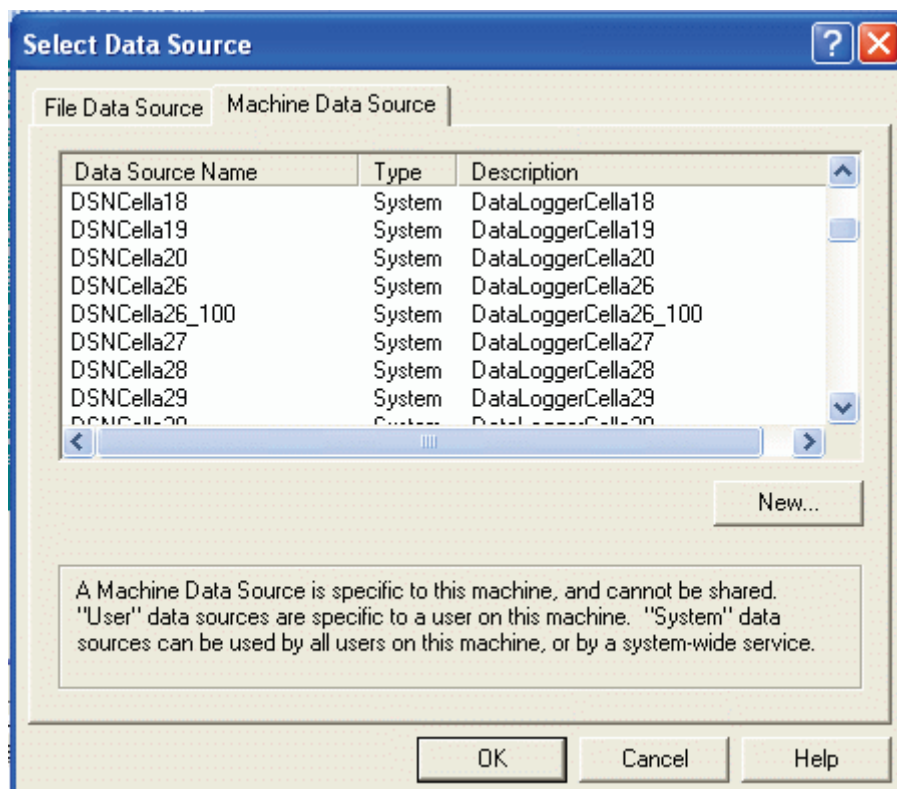 Select Data Source
File Data Source Machine Data Source
Data Source Name Type Description
DSNCella18 System DataLoggerCella18
DSNCella19 System DataLoggerCella19
DSNCella20 System DataLoggerCella20
DSNCella26 System DataLoggerCella26
DSNCella26_100 System DataLoggerCella26_100
DSNCella27 System DataLoggerCella27
DSNCella28 System DataLoggerCella28
DSNCella29 System DataLoggerCella29
New...
A Machine Data Source is specific to this machine, and cannot be shared.
"User" data sources are specific to a user on this machine. "System" data
sources can be used by all users on this machine, or by a system-wide service.
OK Cancel Help